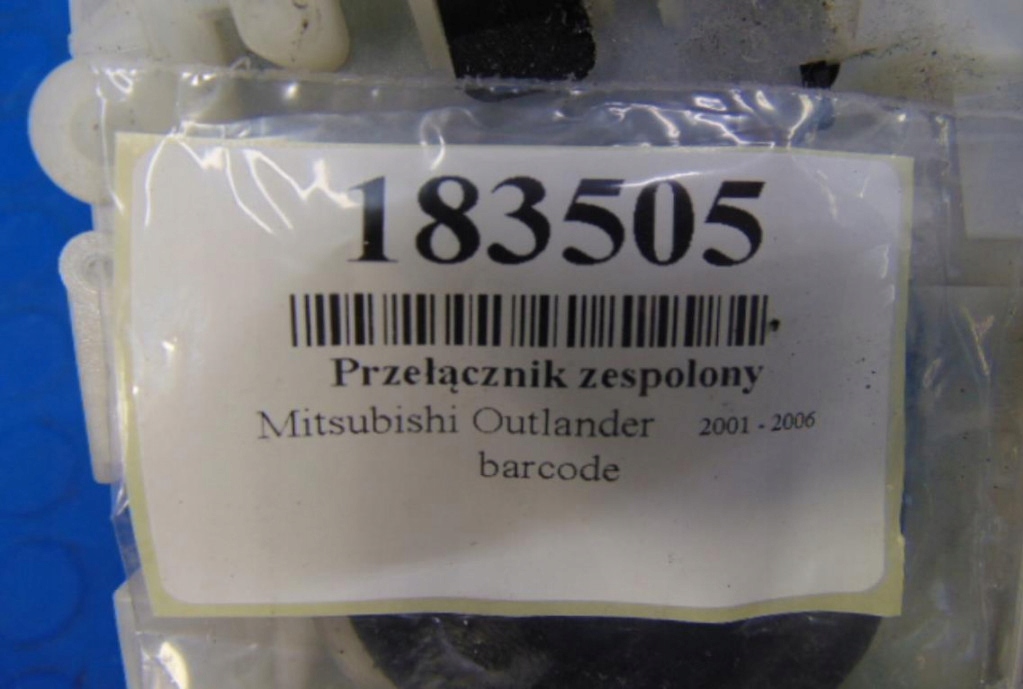 183505
Przełącznik zespolony
Mitsubishi Outlander 2001 - 2006
barcode